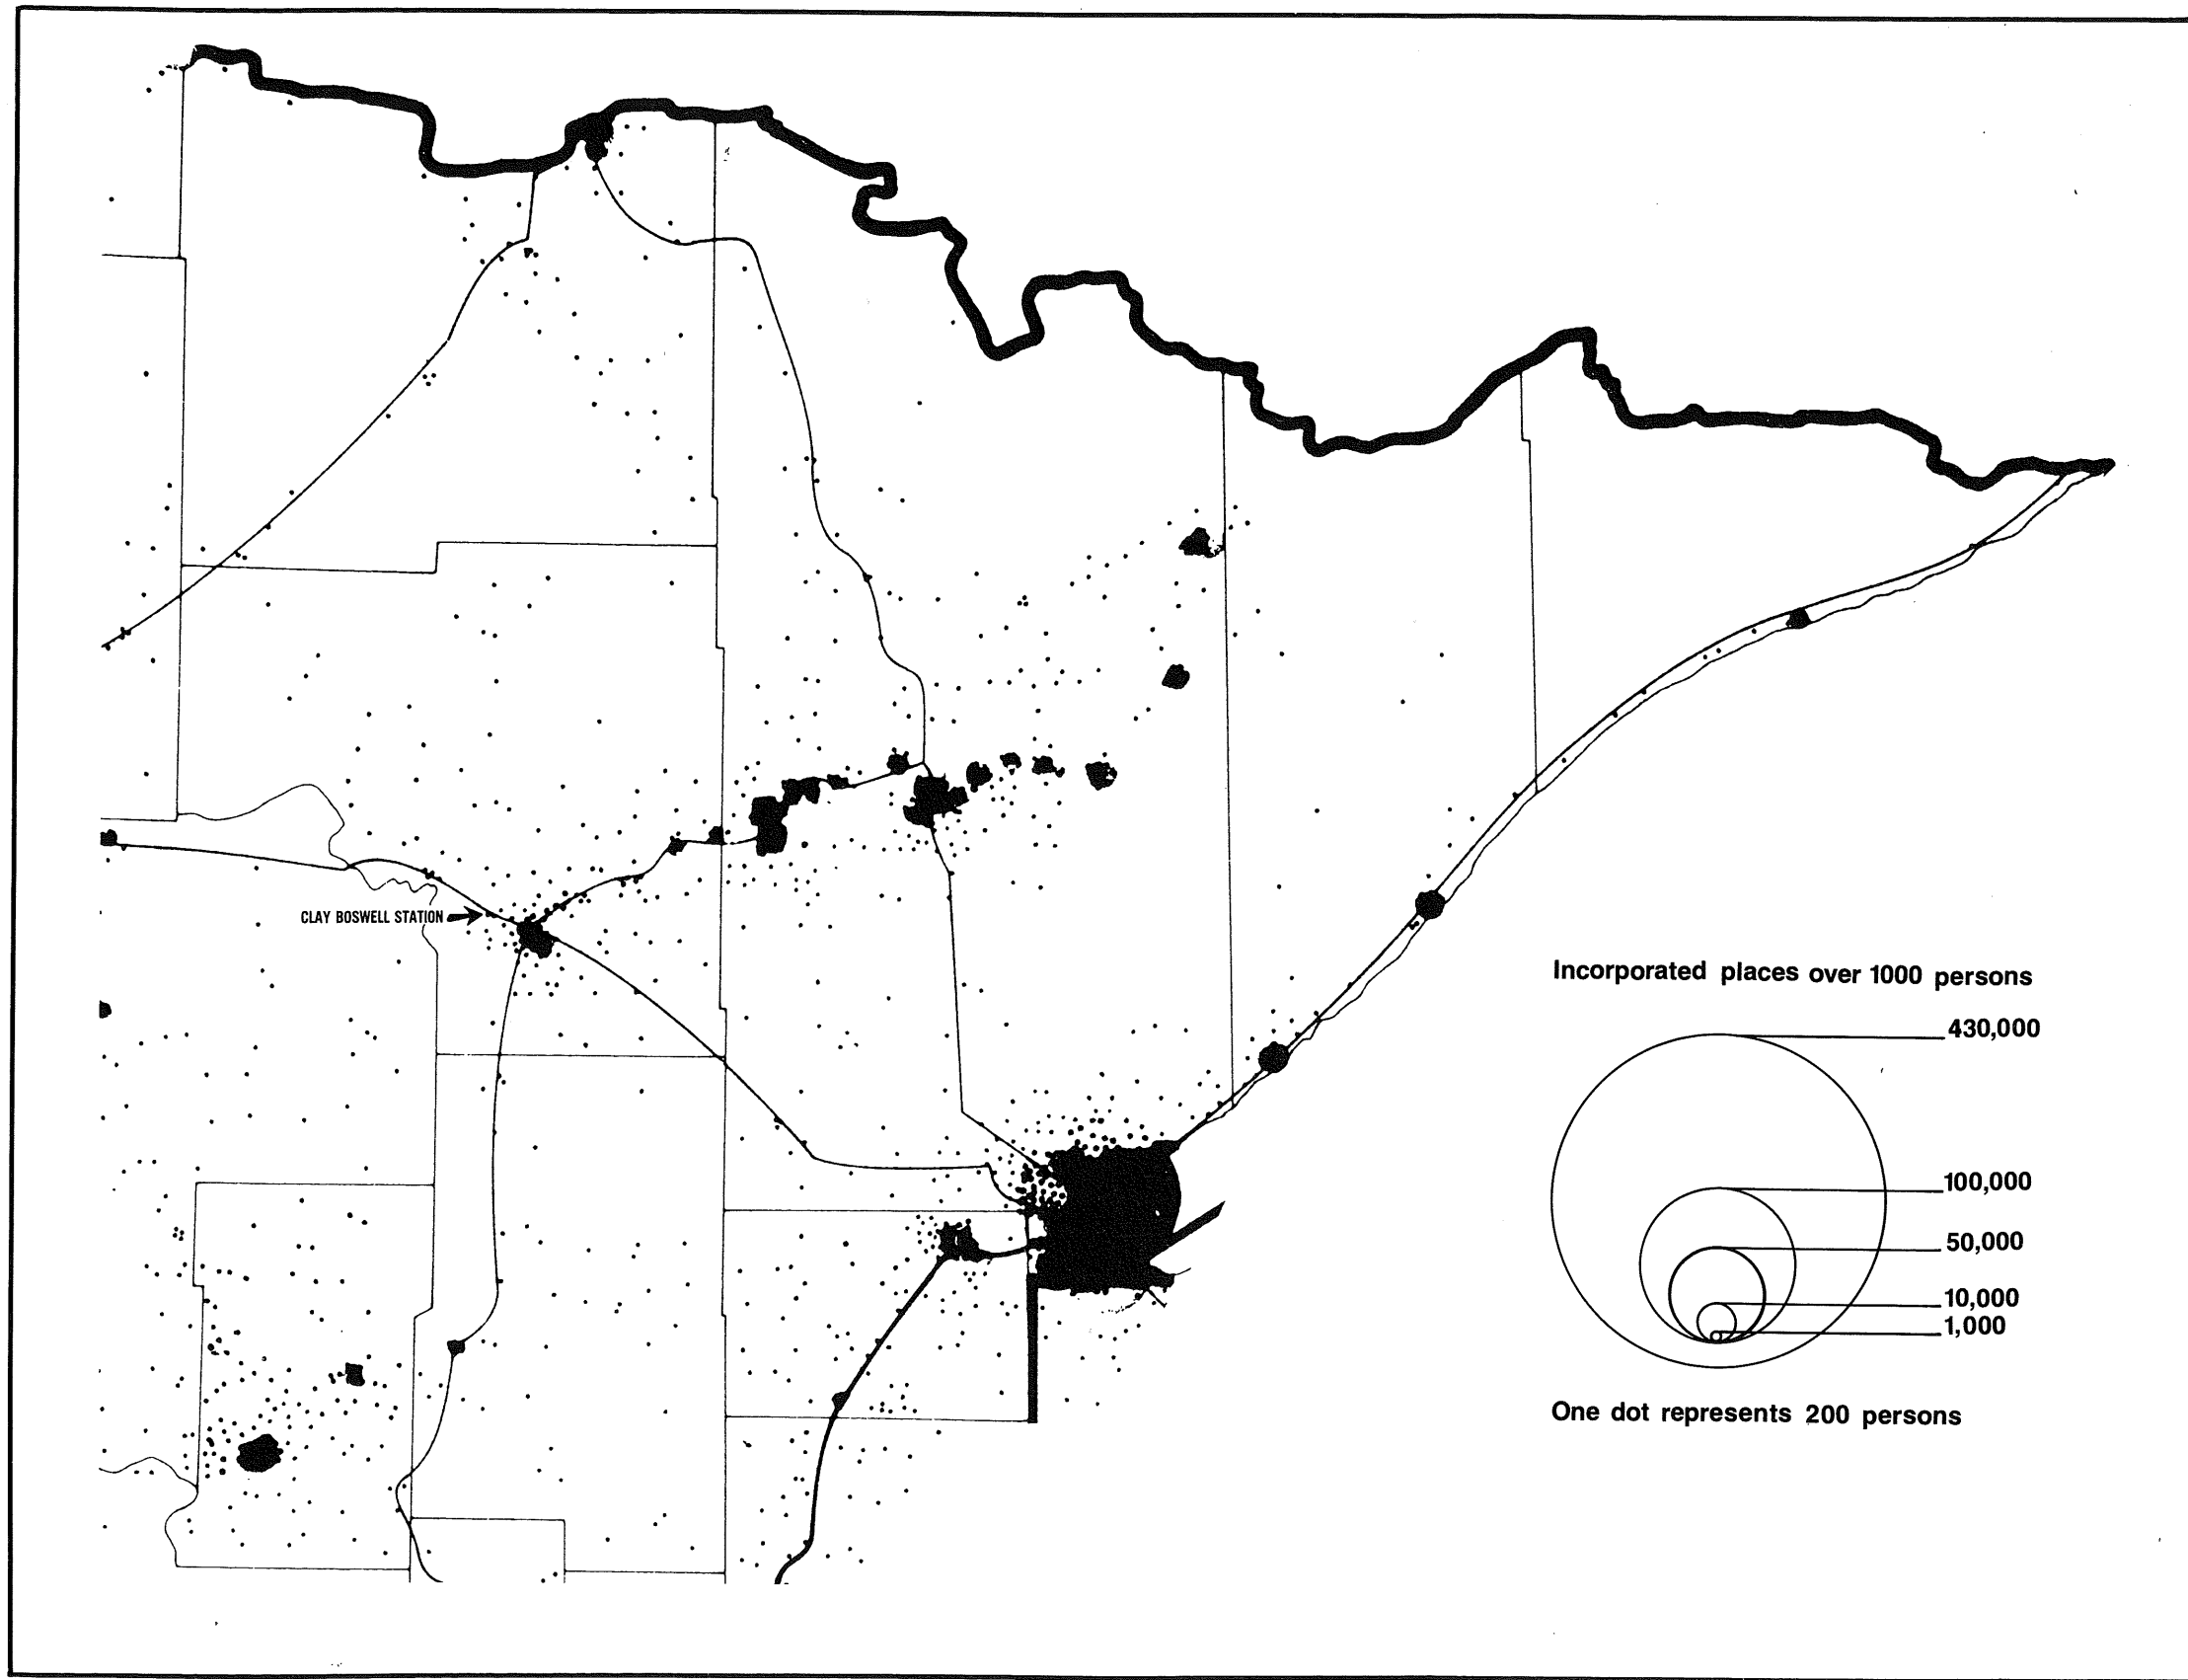 CLAY BOSWELL STATION
Incorporated places over 1000 persons
430,000
100,000
50,000
10,000
1,000
One dot represents 200 persons